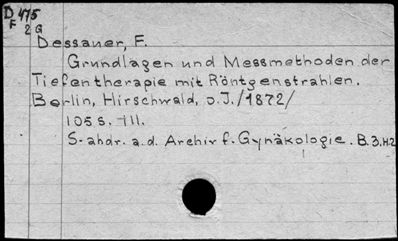 D 475
F
2 G
Dessauer, F.
Grundlagen und Messmethoden der
Tiefentherapie mit Röntgenstrahlen.
Berlin, Hirschwald, o.J. /1872/
105 s. Ill.
S-abdr. a.d. Archiv f. Gynäkologie. B.3.H.2